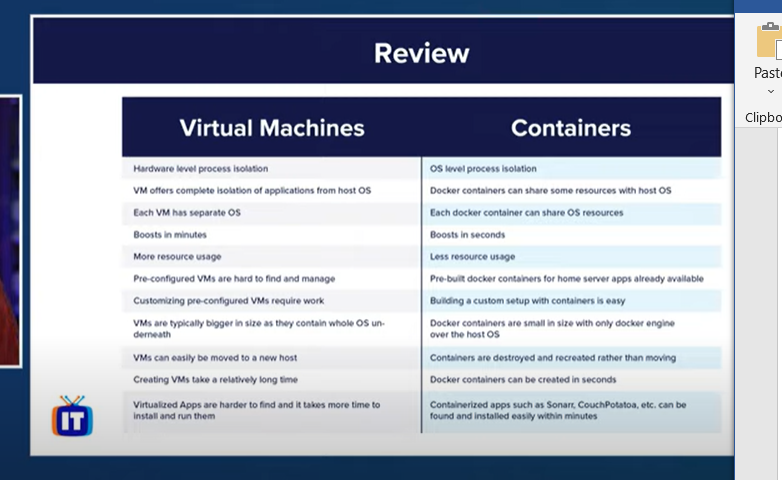 Review
Virtual Machines
Containers
Hardware level process isolation
OS level process isolation
VM offers complete isolation of applications from host OS
Docker containers can share some resources with host OS
Each VM has separate OS
Each docker container can share OS resources
Boosts in minutes
Boosts in seconds
More resource usage
Less resource usage
Pre-configured VMs are hard to find and manage
Pre-built docker containers for home server apps already available
Customizing pre-configured VMs require work
Building a custom setup with containers is easy
VMs are typically bigger in size as they contain whole OS un-
derneath
Docker containers are small in size with only docker engine
over the host OS
VMs can easily be moved to a new host
Containers are destroyed and recreated rather than moving
Creating VMs take a relatively long time
Docker containers can be created in seconds
Virtualized Apps are harder to find and it takes more time to
install and run them
Containerized apps such as Sonarr, CouchPotatoa, etc. can be
found and installed easily within minutes
IT
Past
Clipbo